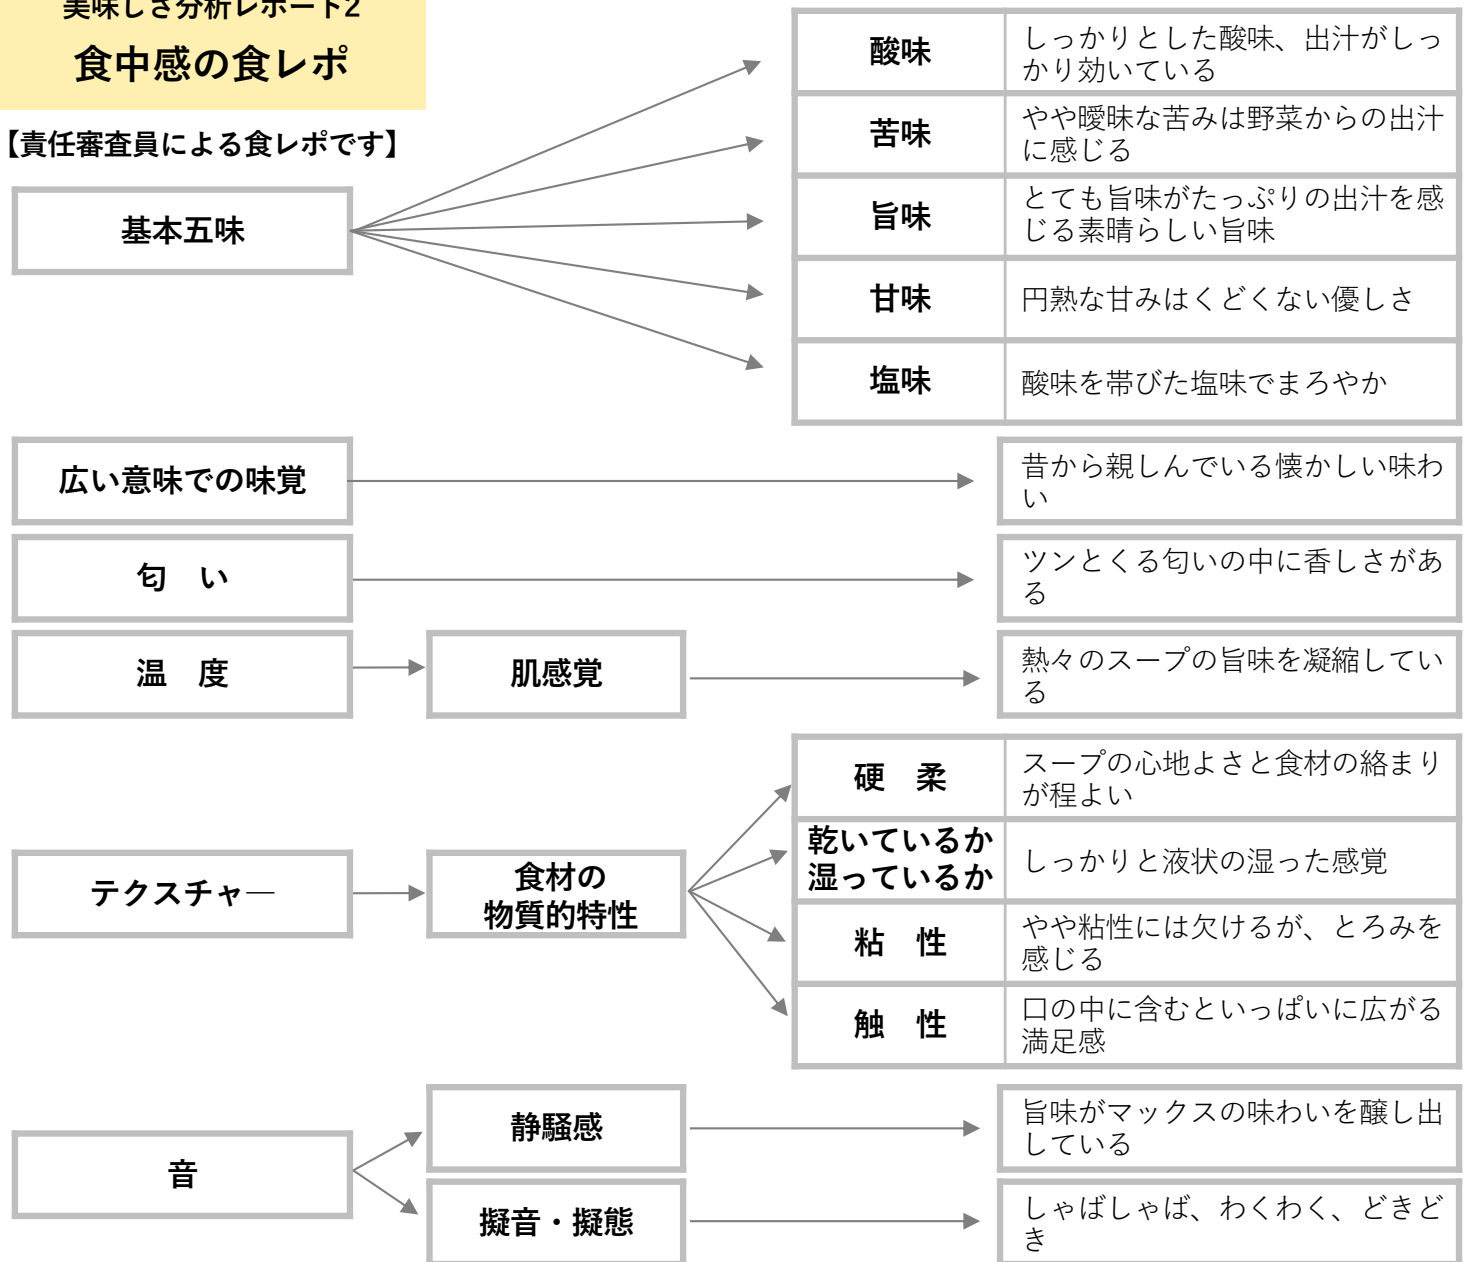 美味しさ分析レポート2
食中感の食レポ
【責任審査員による食レポです】
基本五味
酸味
しっかりとした酸味、出汁がしっ
かり効いている
苦味
やや曖昧な苦みは野菜からの出汁
に感じる
旨味
とても旨味がたっぷりの出汁を感
じる素晴らしい旨味
甘味
円熟な甘みはくどくない優しさ
塩味
酸味を帯びた塩味でまろやか
広い意味での味覚
昔から親しんでいる懐かしい味わ
い
匂　い
ツンとくる匂いの中に香しさがあ
る
温　度
肌感覚
熱々のスープの旨味を凝縮してい
る
テクスチャ―
食材の
物質的特性
硬　柔
スープの心地よさと食材の絡まり
が程よい
乾いているか
湿っているか
しっかりと液状の湿った感覚
粘　性
やや粘性には欠けるが、とろみを
感じる
触　性
口の中に含むといっぱいに広がる
満足感
音
静騒感
旨味がマックスの味わいを醸し出
している
擬音・擬態
しゃばしゃば、わくわく、どきど
き